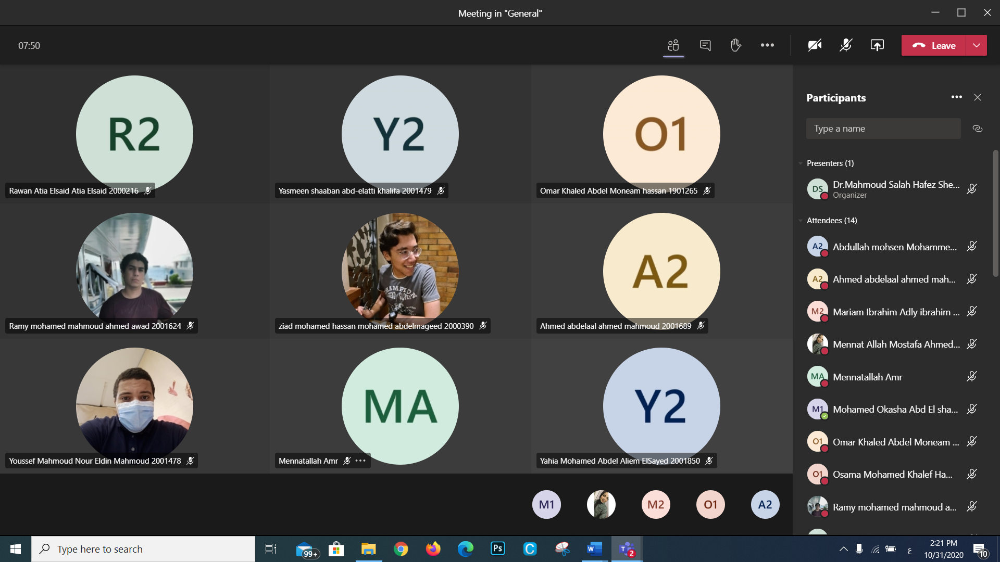 Meeting in "General"
07:50
Leave
R2
Rawan Atia Elsaid Atia Elsaid 2000216
Y2
Yasmeen shaaban abd-elatti khalifa 2001479
O1
Omar Khaled Abdel Moneam hassan 1901265
Ramy mohamed mahmoud ahmed awad 2001624
CHAMPION
ziad mohamed hassan mohamed abdelmageed 2000390
A2
Ahmed abdelaal ahmed mahmoud 2001689
Youssef Mahmoud Nour Eldin Mahmoud 2001478
MA
Mennatallah Amr
Y2
Yahia Mohamed Abdel Aliem ElSayed 2001850
M1
M2
O1
A2
Participants
Type a name
Presenters (1)
DS
Dr.Mahmoud Salah Hafez She...
Organizer
Attendees (14)
A2 Abdullah mohsen Mohamme...
A2 Ahmed abdelaal ahmed mah...
M2 Mariam Ibrahim Adly ibrahim ...
Mennat Allah Mostafa Ahmed...
MA Mennatallah Amr
M1 Mohamed Okasha Abd El sha...
O1 Omar Khaled Abdel Moneam ...
O1 Osama Mohamed Khalef Ha...
Ramy mohamed mahmoud a...
Type here to search
99+
Ps
C
W
T
2
ع
2:21 PM
10/31/2020
10